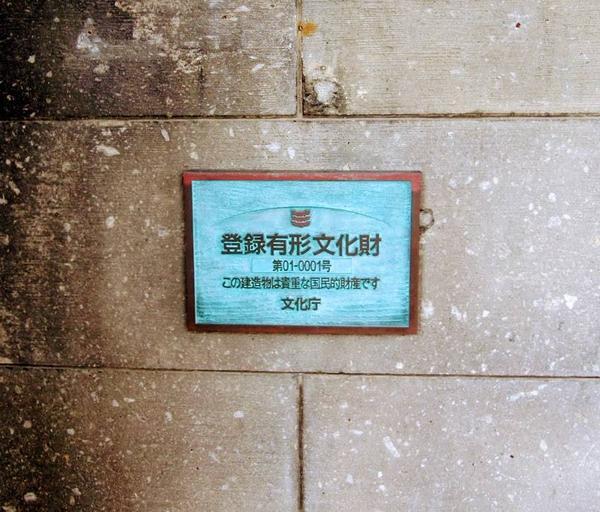 登録有形文化財
第01-0001号
この建造物は貴重な国民的財産です
文化庁